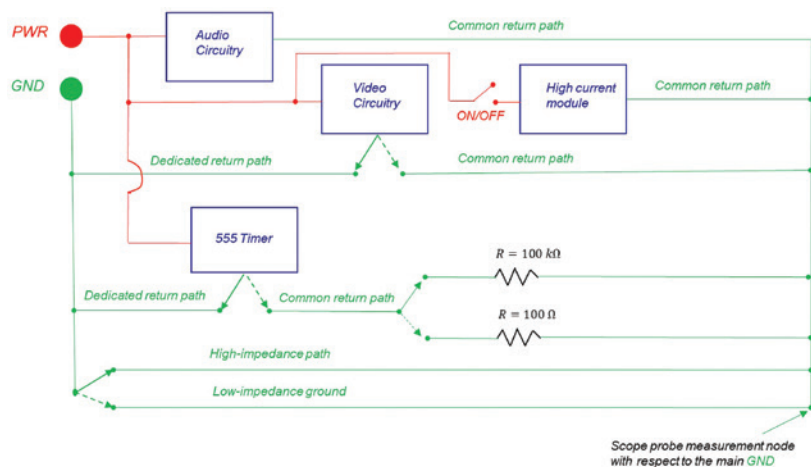 PWR
Audio
Circuitry
Common return path
GND
Video
Circuitry
ON/OFF
High current
module
Common return path
Dedicated return path
Common return path
555 Timer
R = 100 kΩ
Dedicated return path
Common return path
R = 100 Ω
High-impedance path
Low-impedance ground
Scope probe measurement node
with respect to the main GND